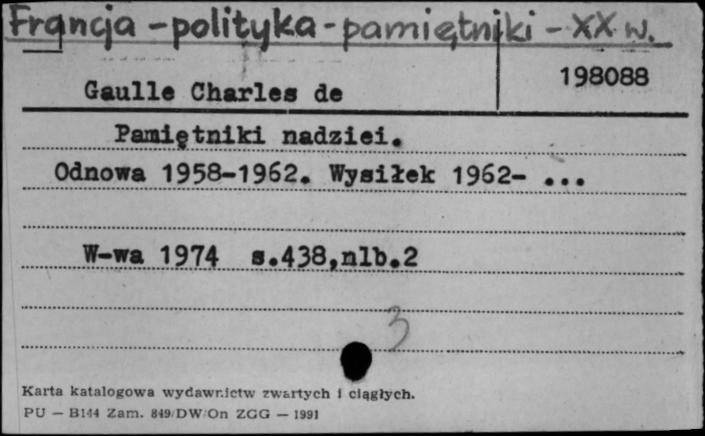 Francja - polityka - pamiętniki - XX w.
198088
Gaulle Charles de
Pamiętniki nadziei.
Odnowa 1958-1962. Wysiłek 1962- ...
W-wa 1974 s.438,nlb.2
3
Karta katalogowa wydawnictw zwartych i ciągłych.
PU — B144 Zam. 849/DW/On ZGG — 1991